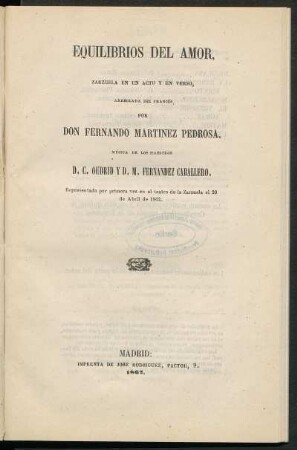 EQUILIBRIOS DEL AMOR,
ZARZUELA EN UN ACTO Y EN VERSO,
ARREGLADA DEL FRANCÉS,
POR
DON FERNANDO MARTINEZ PEDROSA.
MÚSICA DE LOS MAESTROS
D. C. OUDRID Y D. M. FERNANDEZ CABALLERO.
Representada por primera vez en el teatro de la Zarzuela el 20
de Abril de 1862.
MADRID:
IMPRENTA DE JOSÉ RODRIGUEZ, FACTOR, 9.
1862.